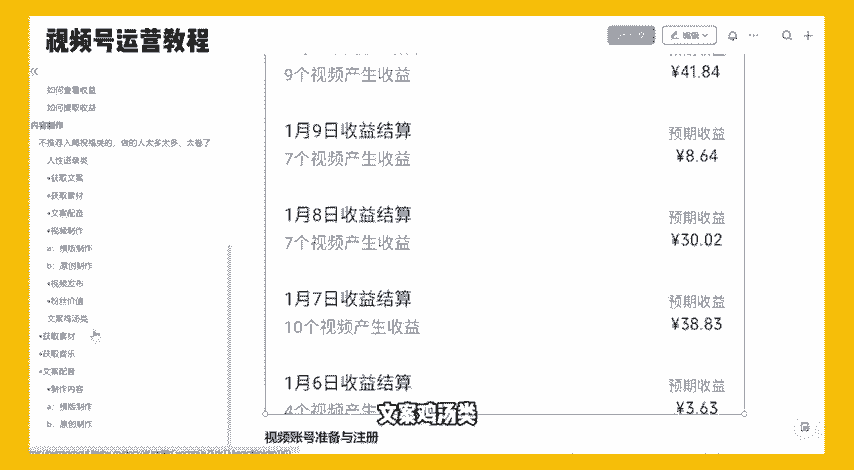 视频号运营教程
编辑
如何查看收益
如何提取收益
内容制作
不推荐入局祝福类的，做的人太多太多、太卷了
人性语录类
•获取文案
•获取素材
•文案配音
•视频制作
a：横版制作
b：原创制作
•视频发布
•粉丝价值
文案鸡汤类
•获取素材
•获取音乐
•文案配音
•制作内容
a：横版制作
b：原创制作
预期收益
9个视频产生收益
¥41.84
1月9日收益结算
预期收益
7个视频产生收益
¥8.64
1月8日收益结算
预期收益
7个视频产生收益
¥30.02
1月7日收益结算
预期收益
10个视频产生收益
¥38.83
1月6日收益结算
预期收益
4个视频产
¥3.63
文案鸡汤类
视频账号准备与注册